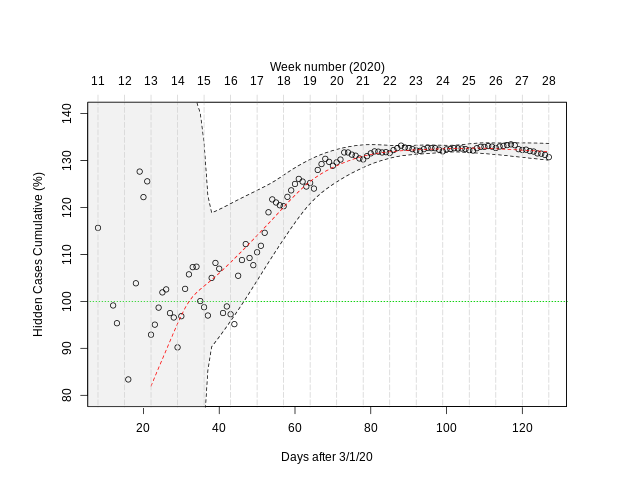 Week number (2020)
11 12 13 14 15 16 17 18 19 20 21 22 23 24 25 26 27 28
140
130
120
110
100
90
80
Hidden Cases Cumulative (%)
20 40 60 80 100 120
Days after 3/1/20